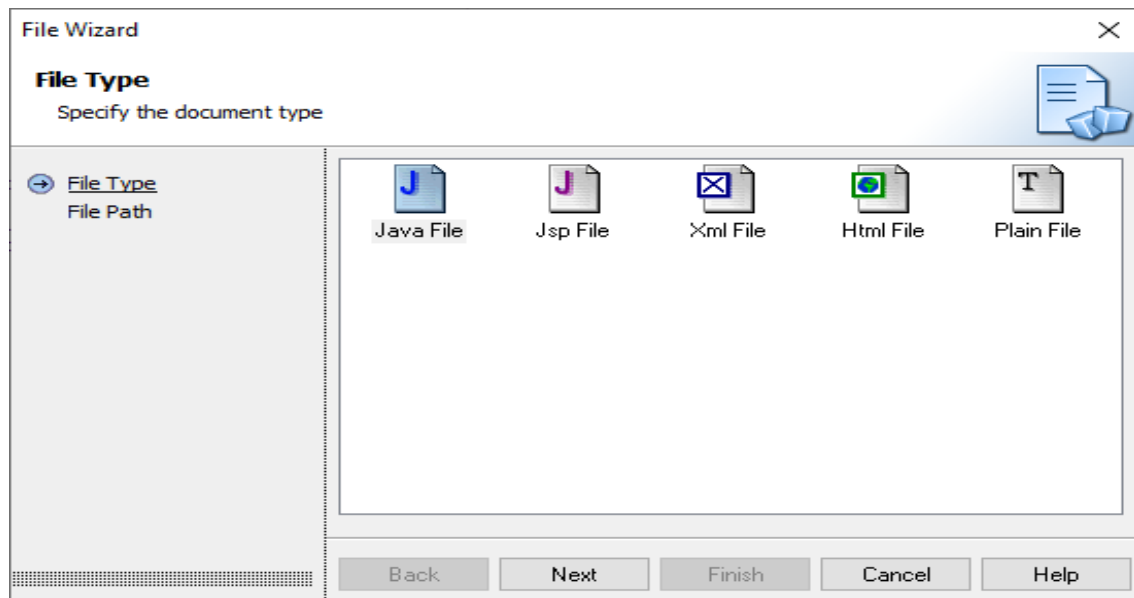 File Wizard
File Type
Specify the document type
File Type
File Path
J J T
Java File Jsp File Xml File Html File Plain File
Back Next Finish Cancel Help